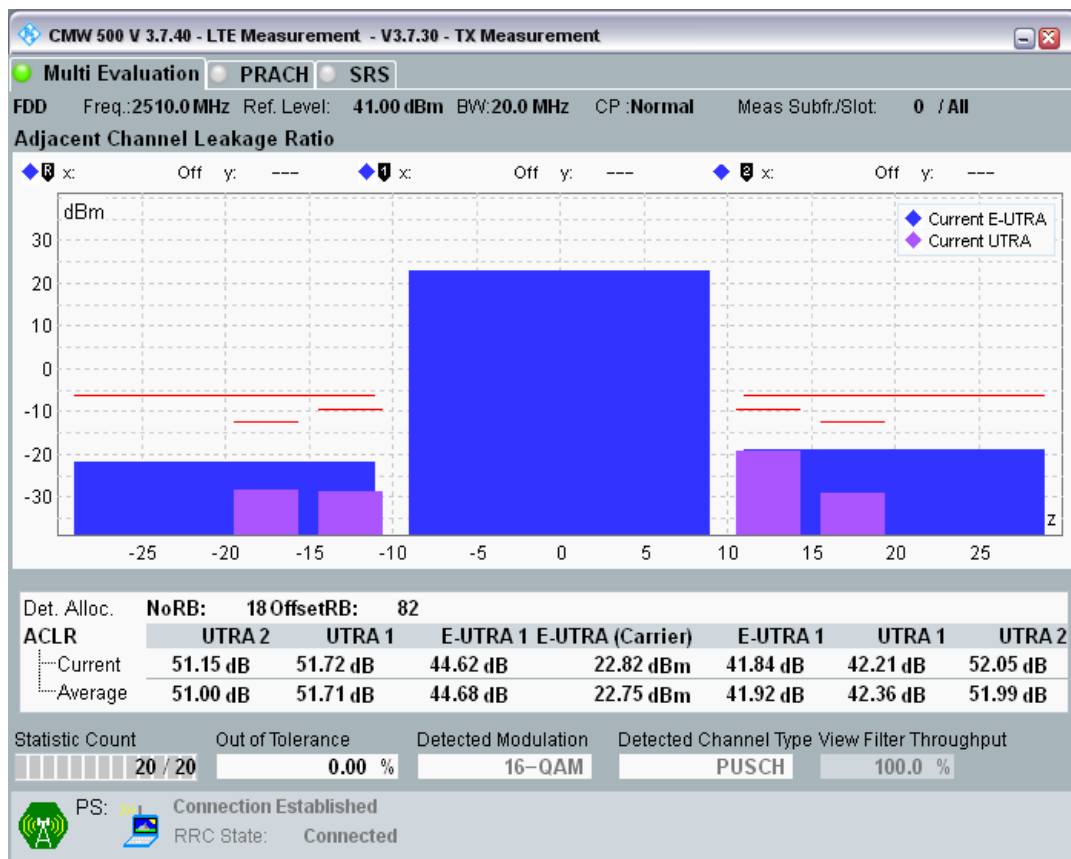 CMW 500 V 3.7.40 - LTE Measurement - V3.7.30 - TX Measurement
Multi Evaluation PRACH SRS
FDD Freq.:2510.0 MHz Ref. Level: 41.00 dBm BW:20.0 MHz CP :Normal Meas Subfr./Slot: 0 / All
Adjacent Channel Leakage Ratio
R x: Off y: --- 1 x: Off y: --- 2 x: Off y: ---
dBm
Current E-UTRA
Current UTRA
30
20
10
0
-10
-20
-30
z
-25 -20 -15 -10 -5 0 5 10 15 20 25
Det. Alloc. NoRB: 18 OffsetRB: 82
ACLR UTRA 2 UTRA 1 E-UTRA 1 E-UTRA (Carrier) E-UTRA 1 UTRA 1 UTRA 2
Current 51.15 dB 51.72 dB 44.62 dB 22.82 dBm 41.84 dB 42.21 dB 52.05 dB
Average 51.00 dB 51.71 dB 44.68 dB 22.75 dBm 41.92 dB 42.36 dB 51.99 dB
Statistic Count Out of Tolerance Detected Modulation Detected Channel Type View Filter Throughput
20 / 20 0.00 % 16-QAM PUSCH 100.0 %
PS: Connection Established
RRC State: Connected